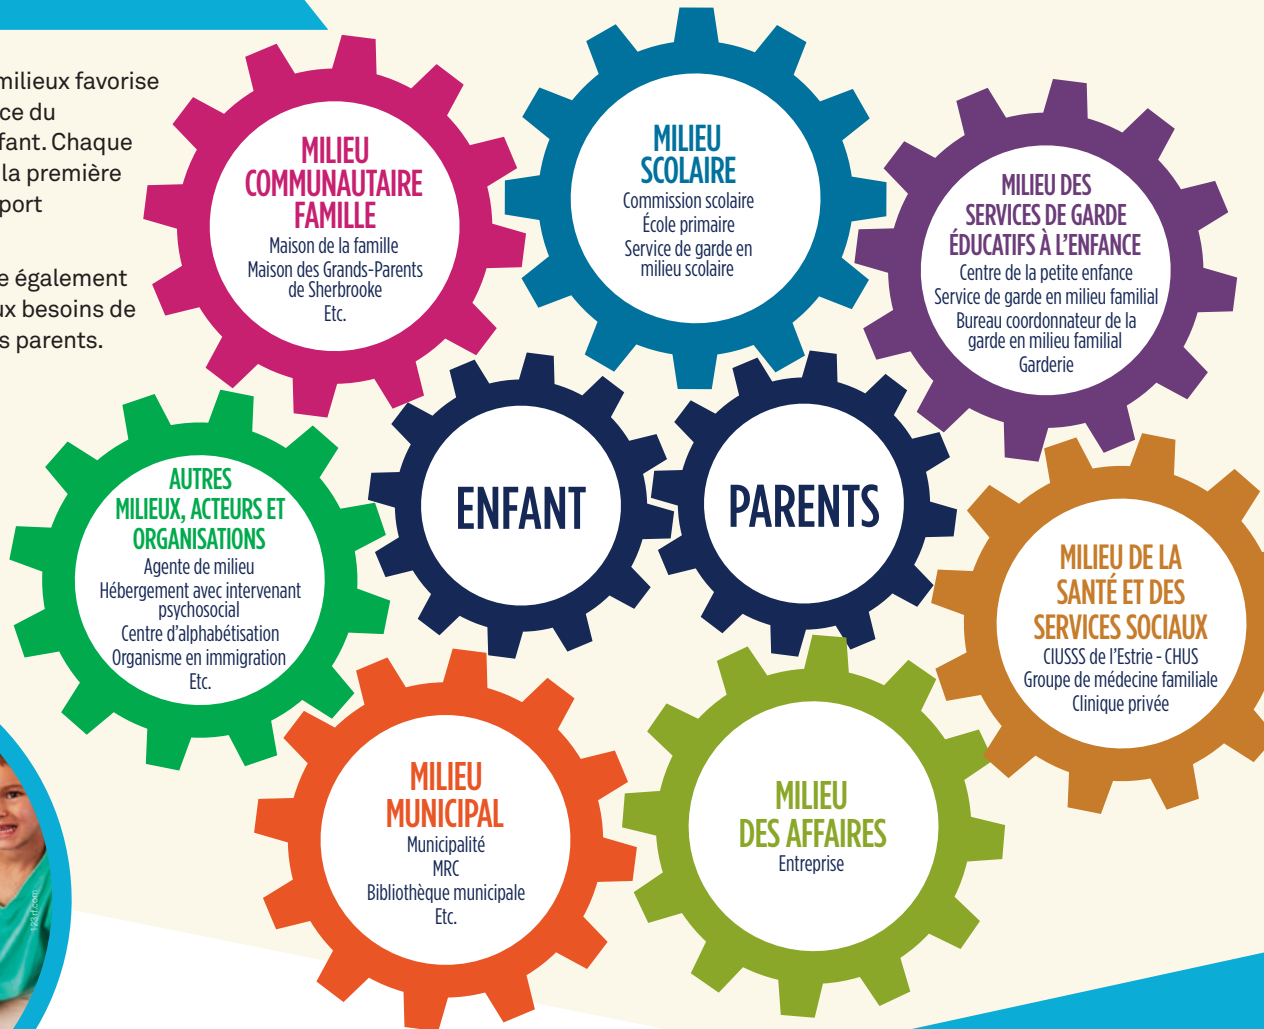 milieux favorise
ce du
fant. Chaque
la première
port
e également
ux besoins de
s parents.
MILIEU
COMMUNAUTAIRE
FAMILLE
Maison de la famille
Maison des Grands-Parents
de Sherbrooke
Etc.
MILIEU
SCOLAIRE
Commission scolaire
École primaire
Service de garde en
milieu scolaire
MILIEU DES
SERVICES DE GARDE
ÉDUCATIFS À L'ENFANCE
Centre de la petite enfance
Service de garde en milieu familial
Bureau coordonnateur de la
garde en milieu familial
Garderie
AUTRES
MILIEUX, ACTEURS ET
ORGANISATIONS
Agente de milieu
Hébergement avec intervenant
psychosocial
Centre d'alphabétisation
Organisme en immigration
Etc.
ENFANT
PARENTS
MILIEU DE LA
SANTÉ ET DES
SERVICES SOCIAUX
CIUSSS de l'Estrie - CHUS
Groupe de médecine familiale
Clinique privée
MILIEU
MUNICIPAL
Municipalité
MRC
Bibliothèque municipale
Etc.
MILIEU
DES AFFAIRES
Entreprise
123rf.com